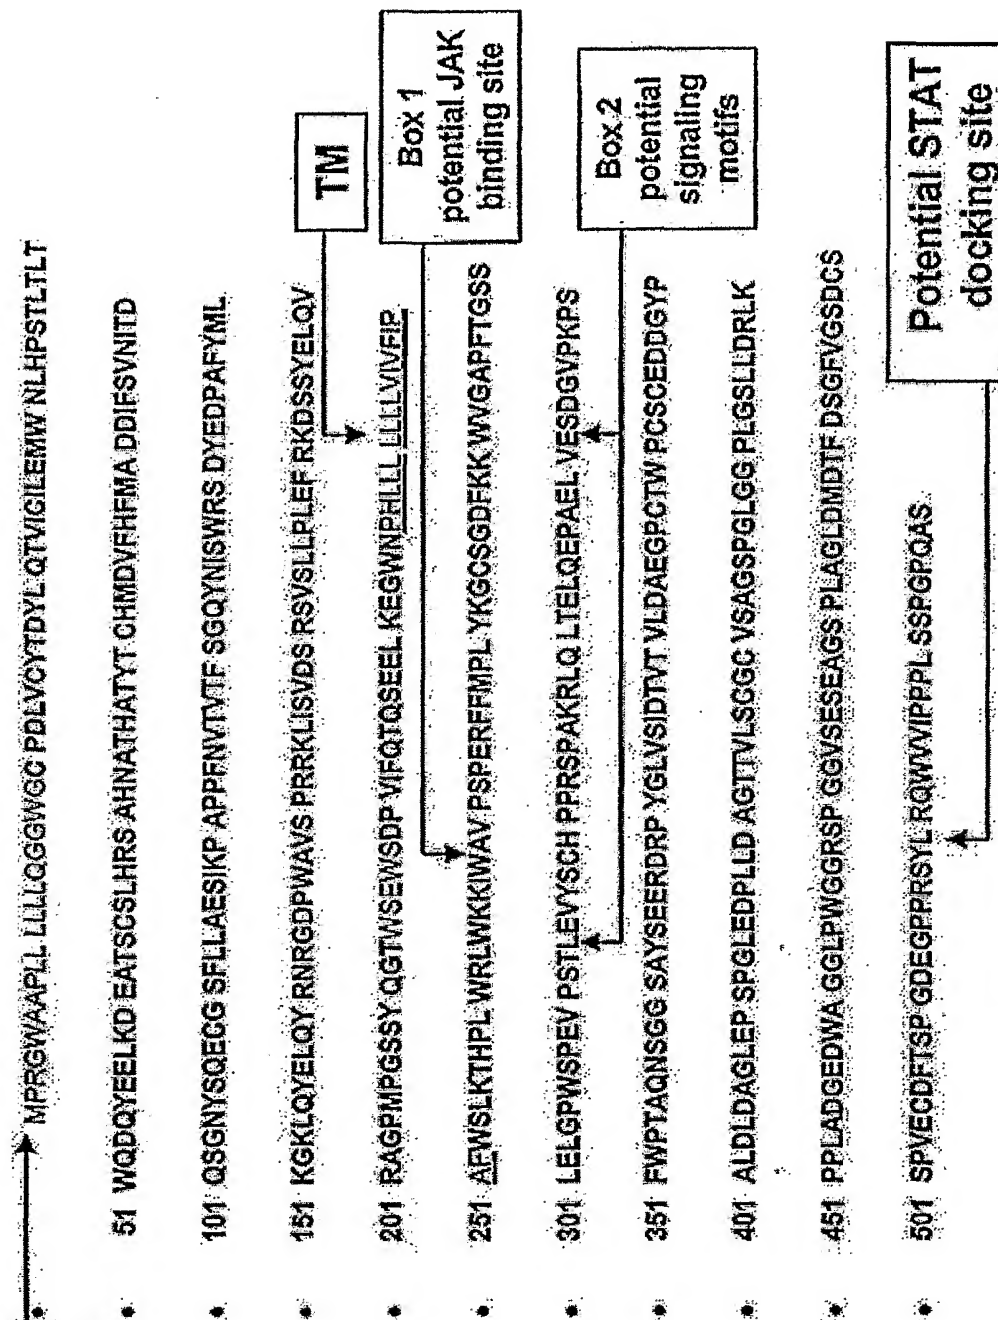 MPRGWAAPLL LLLLQGGWGC PDLVCYTDYL QTVIGILEMW NLHPSTLTLT
51 WQDQYEELKD EATSCSLHRS AHNATHATYT CHMDVFHFMA DDIFSVNITD
101 QSGNYSQECG SFLLAESIKP APPFNVTVTF SGQYNISWRS DYEDPAFYML
151 KGKLQYELQY RNRGDPWAVS PRRKLISVDS RSVSLLPLEF RKDSSYELQV
TM
201 RAGPMPGSSY QGTWSEWSDP VIFQTQSEEL KEGWNPHLLL LLLLVIVFIP
Box 1
potential JAK
binding site
251 AFWSLKTHPL WRLWKKIWAV PSPERFFMPL YKGCSGDFKKWVGAPFTGSS
301 LELGPWSPEV PSTLEVYSCH PPRSPAKRLQ LTELQEPAEL VESDGVPKPS
Box 2
potential
signaling
motifs
351 FWPTAQNSGG SAYSEERDRP YGLVSIDTVT VLDAEGPCTW PCSCEDDGYP
401 ALDLDAGLEP SPGLEDPLLD AGTTVLSCGC VSAGSPGLGG PLGSLLDRLK
451 PPLADGEDWA GGLPWGGRSP GGVSESEAGS PLAGLDMDTF DSGFVGSDCS
501 SPVECDFTSP GDEGPPRSYL RQWVVIPPPL SSPGPQAS
Potential STAT
docking site